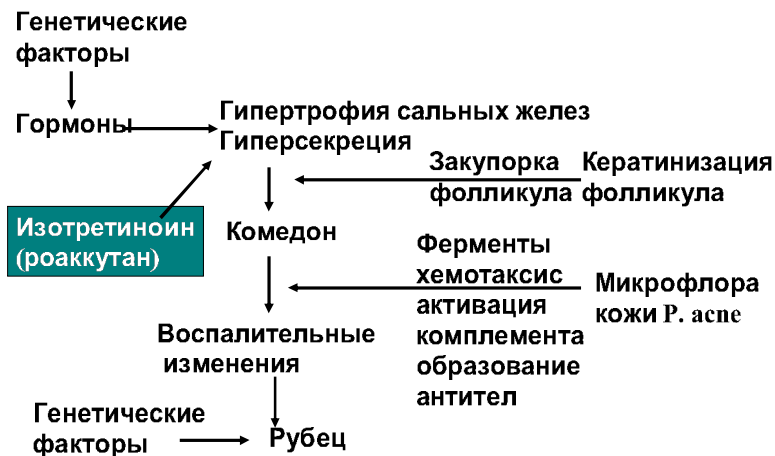 Генетические
факторы
Гормоны
Гипертрофия сальных желез
Гиперсекреция
Закупорка
фолликула
Кератинизация
фолликула
Изотретиноин
(роаккутан)
Комедон
Ферменты
хемотаксис
активация
комплемента
образование
антител
Микрофлора
кожи P. acne
Воспалительные
изменения
Генетические
факторы
Рубец